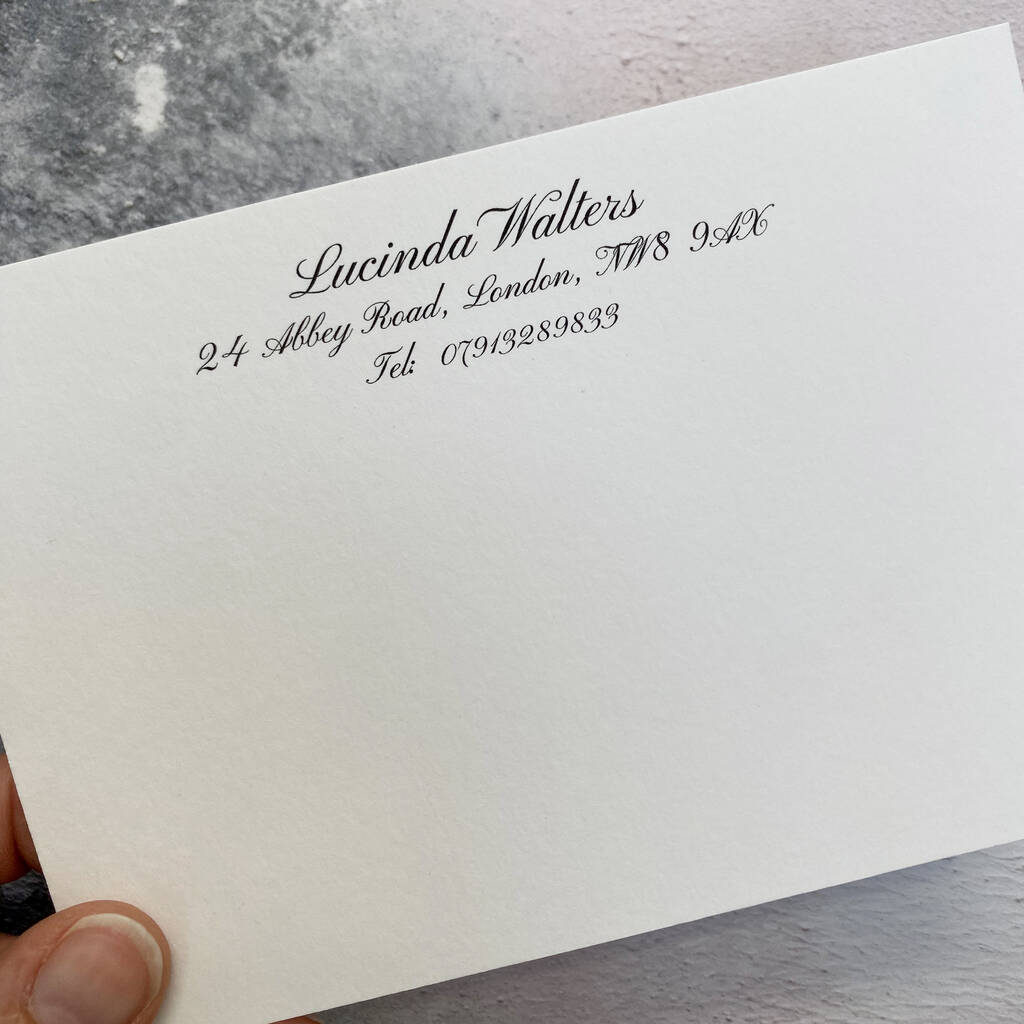 Lucinda Walters
24 Abbey Road, London, NW8 9AX
Tel: 07913289833